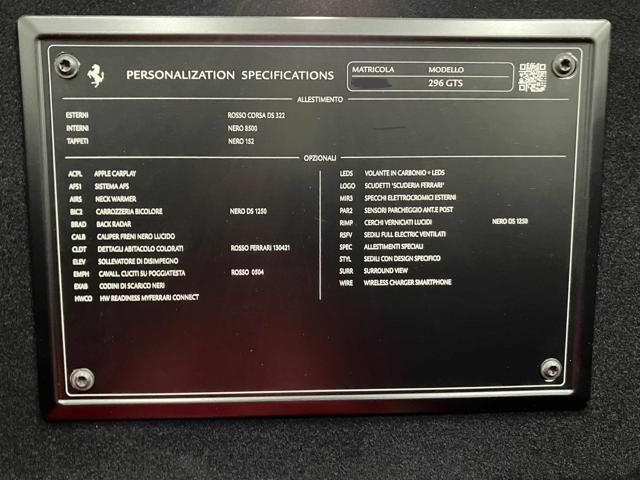 PERSONALIZATION SPECIFICATIONS
MATRICOLA MODELLO
296 GTS
ALLESTIMENTO
ESTERNI ROSSO CORSA DS 322
INTERNI NERO 8500
TAPPETI NERO 152
OPZIONALI
ACFL APPLE CARPLAY
AFS1 SISTEMA AFS
AIRS NECK WARMER
BIC2 CARROZZERIA BICOLORE NERO DS 1250
BRAD BACK RADAR
CALB CALIPER FRENI NERO LUCIDO
CLDT DETTAGLI ABITACOLO COLORATI ROSSO FERRARI 130421
ELEV SOLLEVATORE DI DISIMPEGNO
EMPH CAVALL. CUCITI SU POGGIATESTA ROSSO 0504
EXAB CODINI DI SCARICO NERI
HWCO HW READINESS MYFERRARI CONNECT
LEDS VOLANTE IN CARBONIO + LEDS
LOGO SCUDETTI 'SCUDERIA FERRARI'
MIR3 SPECCHI ELETTROCROMICI ESTERNI
PAR2 SENSORI PARCHEGGIO ANT.E POST
RIMP CERCHI VERNICIATI LUCIDI NERO DS 1250
RSFV SEDILI FULL ELECTRIC VENTILATI
SPEC ALLESTIMENTI SPECIALI
STYL SEDILI CON DESIGN SPECIFICO
SURR SURROUND VIEW
WIRE WIRELESS CHARGER SMARTPHONE